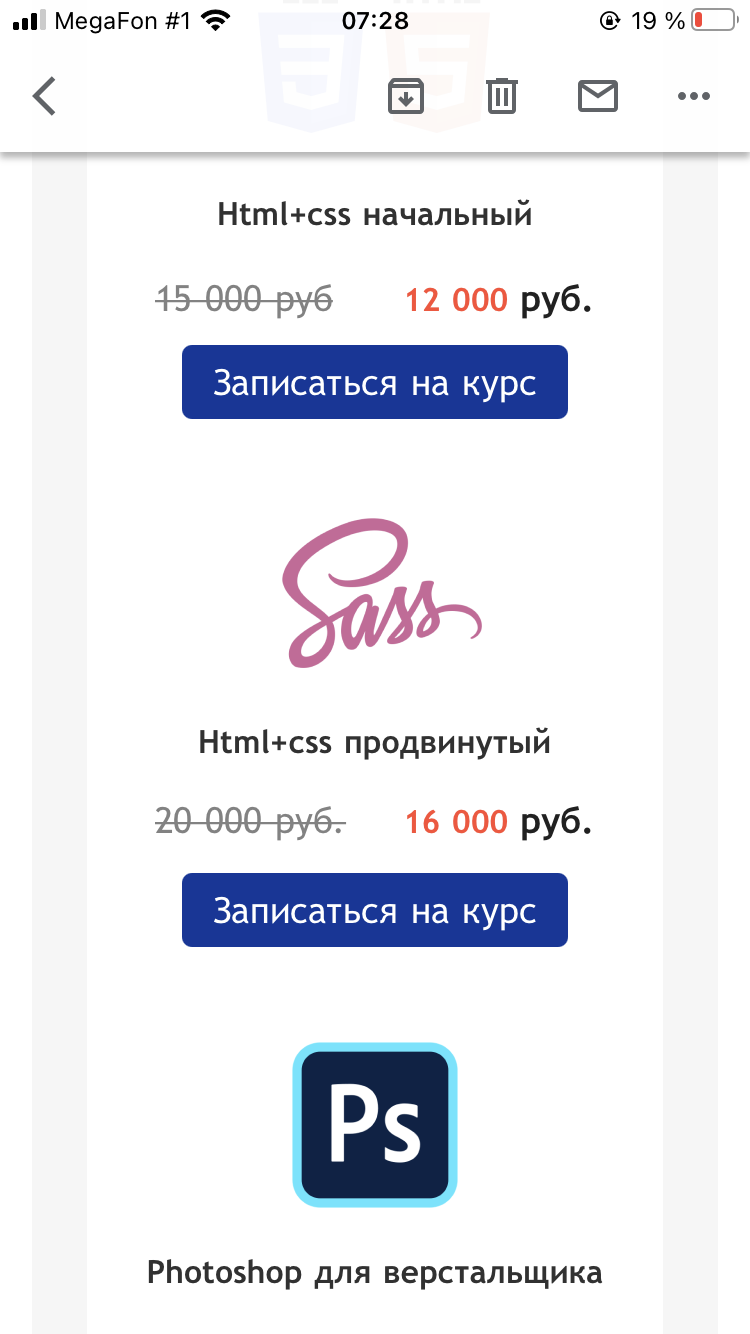 MegaFon #1 07:28 19 %
Html+css начальный
15 000 руб 12 000 руб.
Записаться на курс
Sass
Html+css продвинутый
20 000 руб. 16 000 руб.
Записаться на курс
Ps
Photoshop для верстальщика